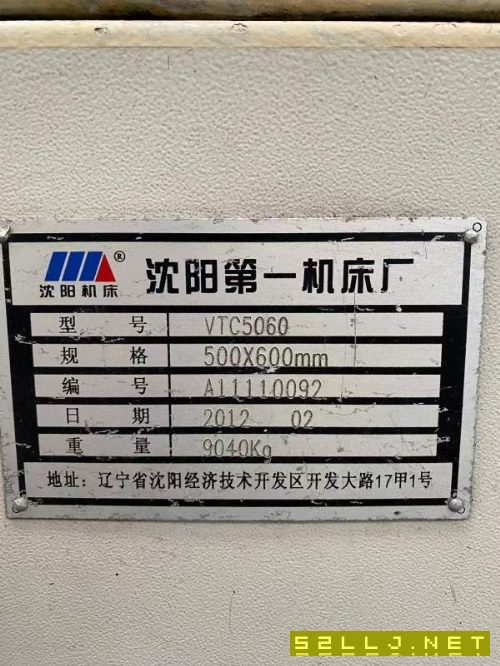 沈阳机床 ® 沈阳第一机床厂
型 号 VTC5060
规 格 500X600mm
编 号 A11110092
日 期 2012 02
重 量 9040Kg
地址: 辽宁省沈阳经济技术开发区开发大路17甲1号
52LLJ.NET